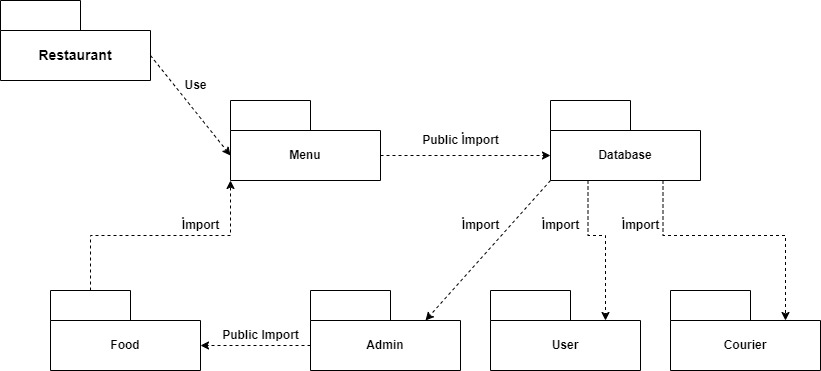 Restaurant
Use
Menu
Public İmport
Database
İmport
İmport
İmport
İmport
Food
Public Import
Admin
User
Courier